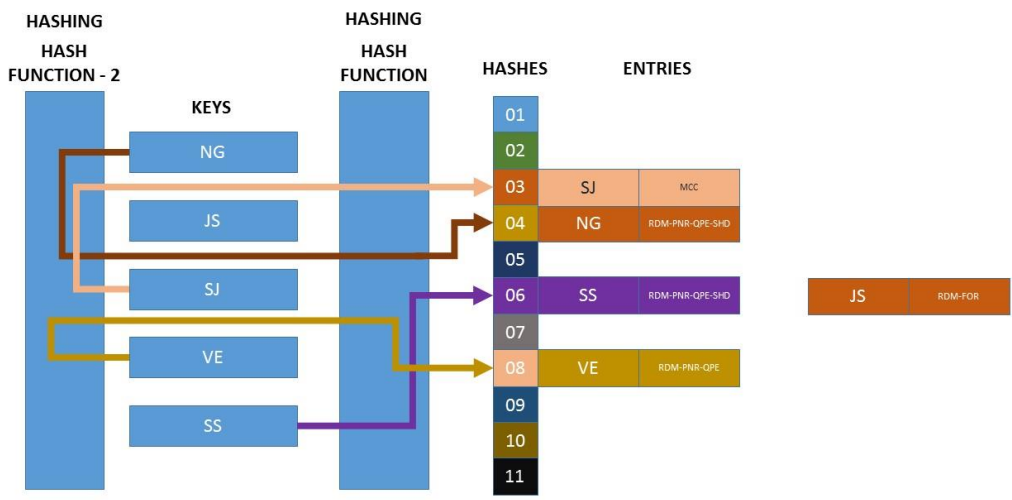 HASHING
HASH
FUNCTION - 2
HASHING
HASH
FUNCTION
KEYS
NG
JS
SJ
VE
SS
HASHES
ENTRIES
01
02
03 SJ MCC
04 NG RDM-PNR-QPE-SHD
05
06 SS RDM-PNR-QPE-SHD JS RDM-FOR
07
08 VE RDM-PNR-QPE
09
10
11